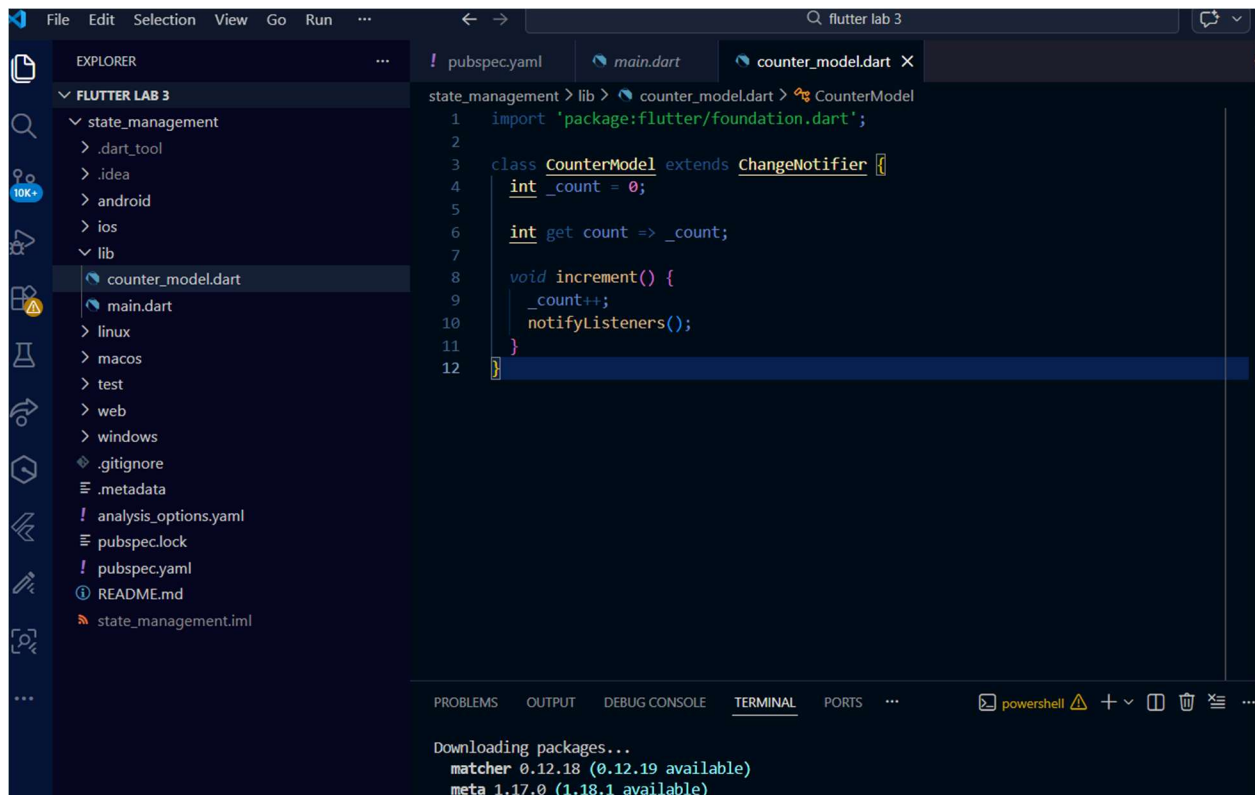 File Edit Selection View Go Run ··· ← → flutter lab 3
10K+
EXPLORER ···
FLUTTER LAB 3
state_management
.dart_tool
.idea
android
ios
lib
counter_model.dart
main.dart
linux
macos
test
web
windows
.gitignore
.metadata
! analysis_options.yaml
pubspec.lock
! pubspec.yaml
README.md
state_management.iml
! pubspec.yaml main.dart counter_model.dart
state_management > lib > counter_model.dart > CounterModel
1 import 'package:flutter/foundation.dart';
2
3 class CounterModel extends ChangeNotifier {
4 int _count = 0;
5
6 int get count => _count;
7
8 void increment() {
9 _count++;
10 notifyListeners();
11 }
12 }
PROBLEMS OUTPUT DEBUG CONSOLE TERMINAL PORTS ··· powershell ···
Downloading packages...
matcher 0.12.18 (0.12.19 available)
meta 1.17.0 (1.18.1 available)